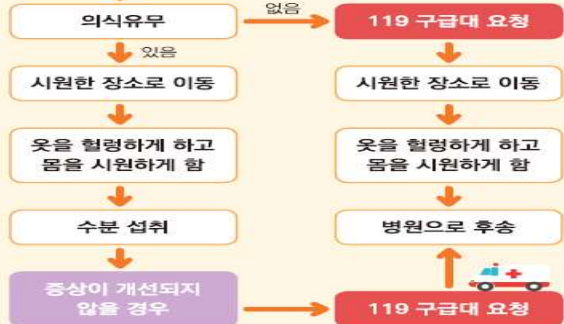 의식유무
없음
119 구급대 요청
있음
시원한 장소로 이동
시원한 장소로 이동
옷을 헐렁하게 하고
몸을 시원하게 함
옷을 헐렁하게 하고
몸을 시원하게 함
수분 섭취
병원으로 후송
증상이 개선되지
않을 경우
119 구급대 요청